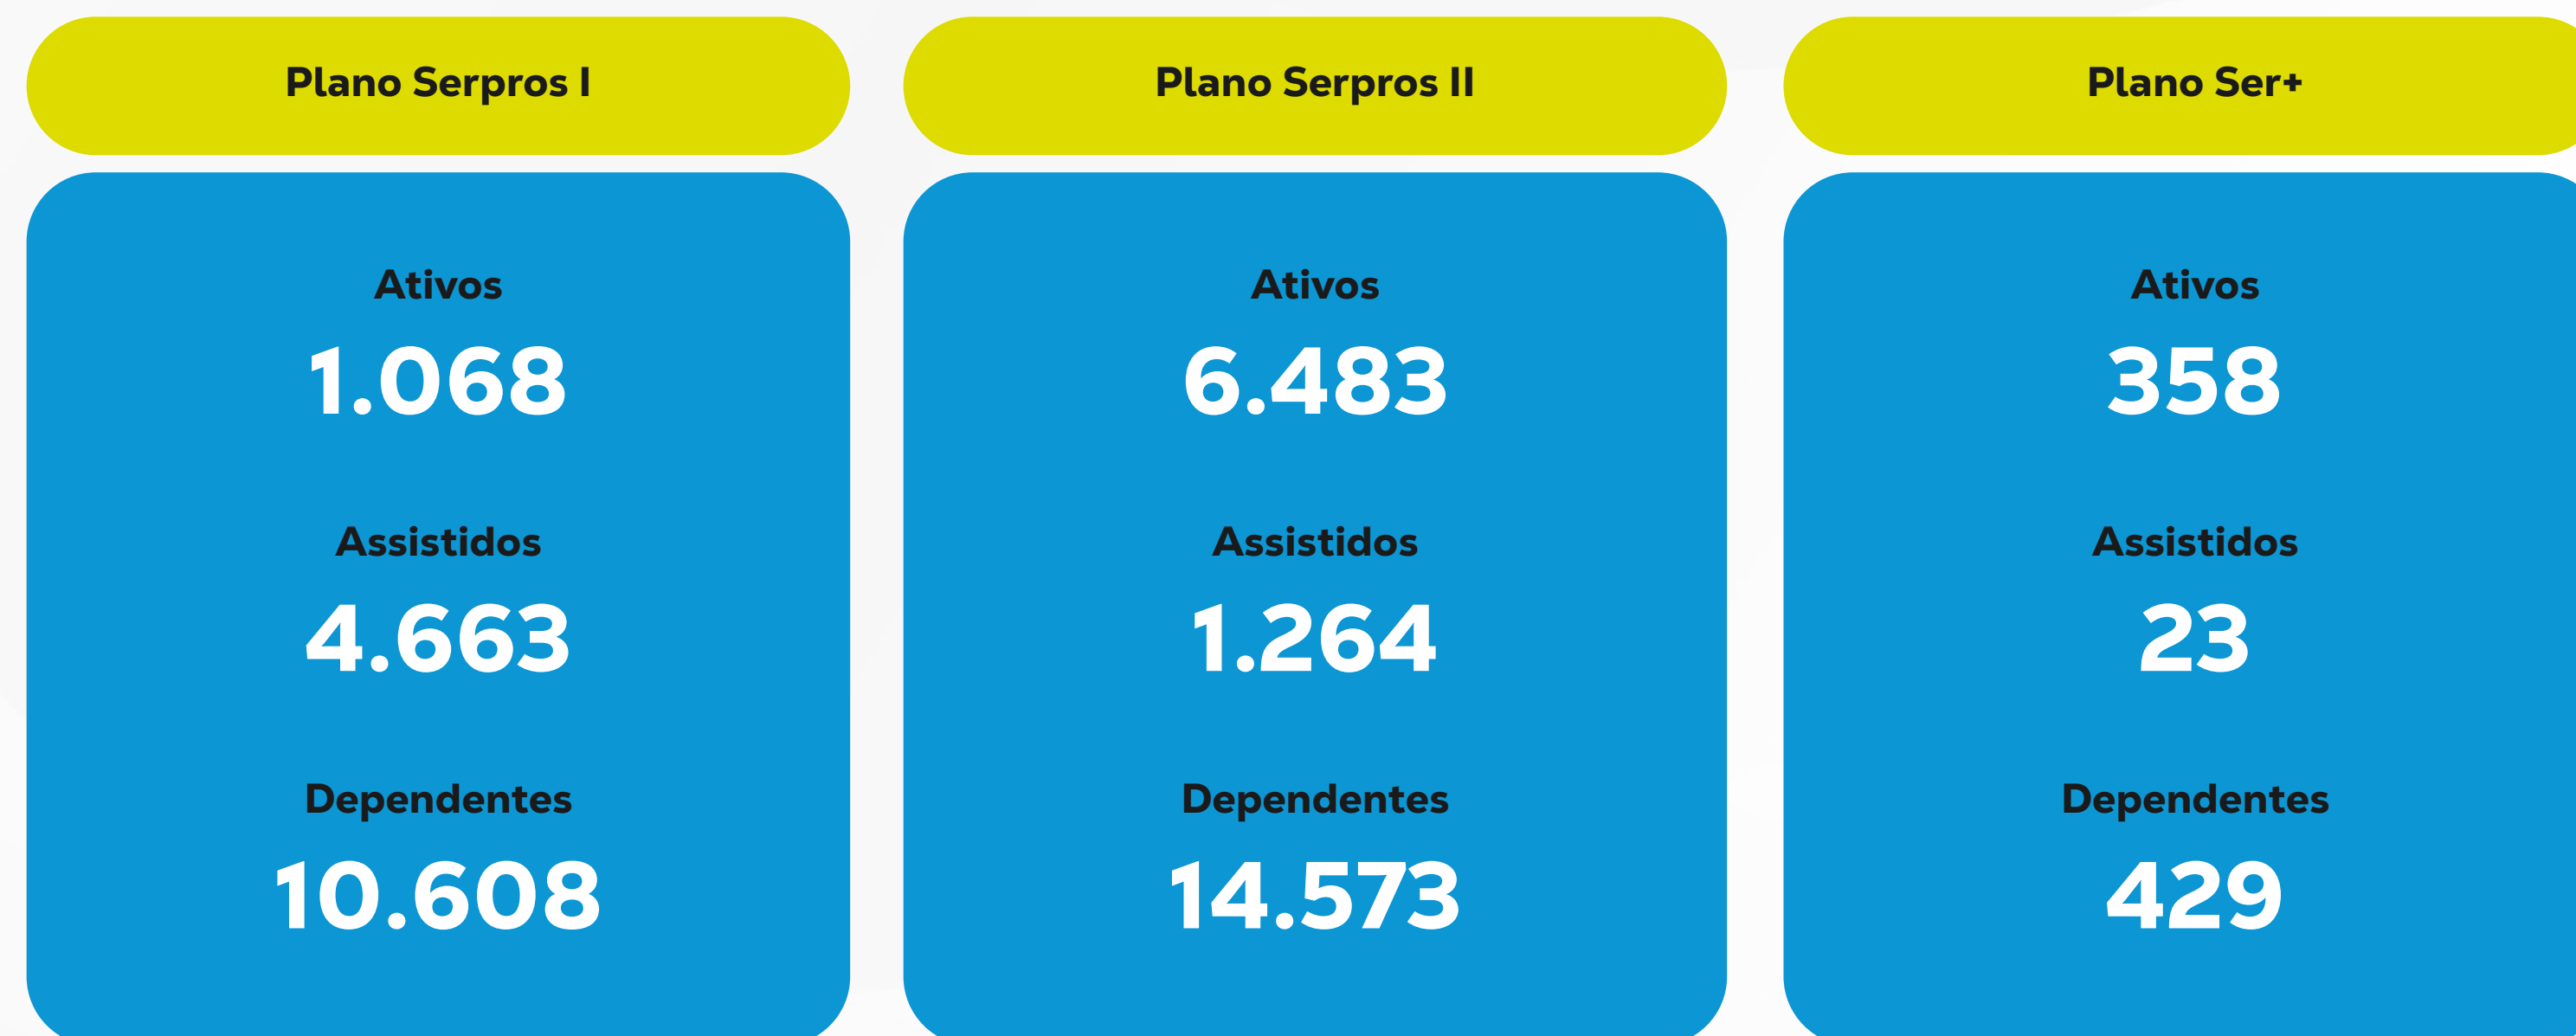 Plano Serpros I
Ativos
1.068
Assistidos
4.663
Dependentes
10.608
Plano Serpros II
Ativos
6.483
Assistidos
1.264
Dependentes
14.573
Plano Ser+
Ativos
358
Assistidos
23
Dependentes
429